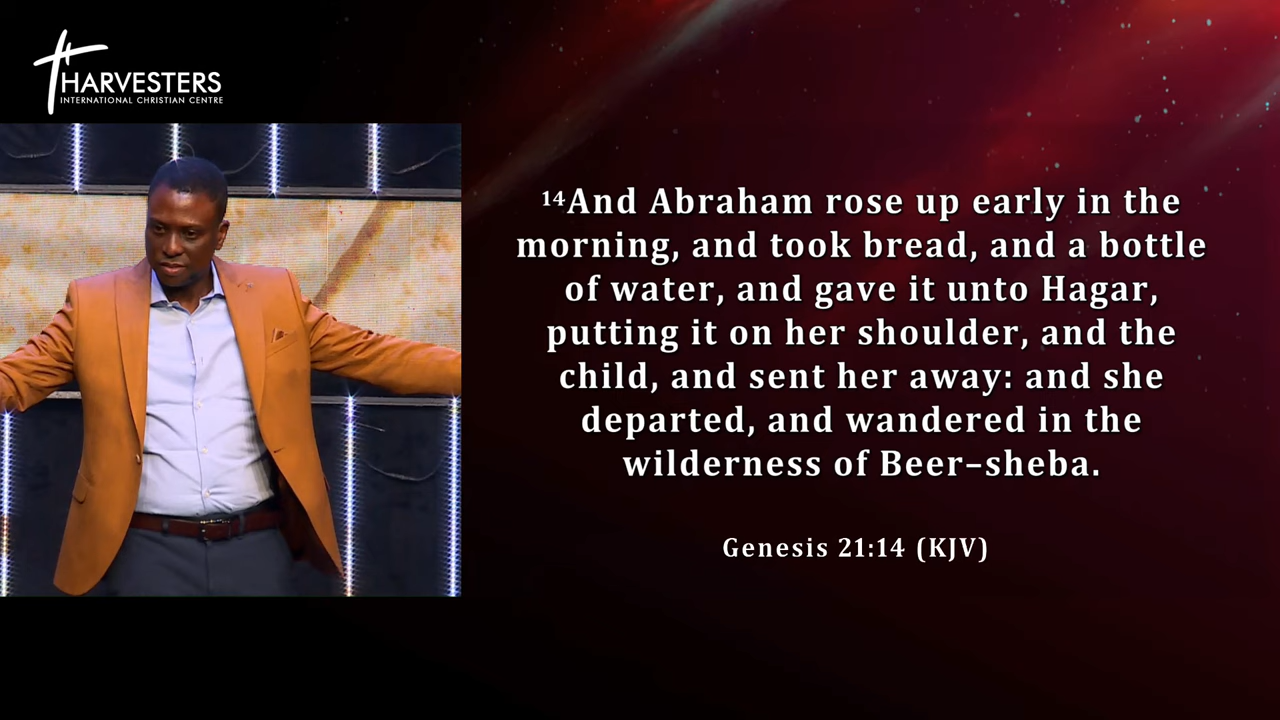 HARVESTERS
INTERNATIONAL CHRISTIAN CENTRE
¹⁴And Abraham rose up early in the
morning, and took bread, and a bottle
of water, and gave it unto Hagar,
putting it on her shoulder, and the
child, and sent her away: and she
departed, and wandered in the
wilderness of Beer–sheba.
Genesis 21:14 (KJV)